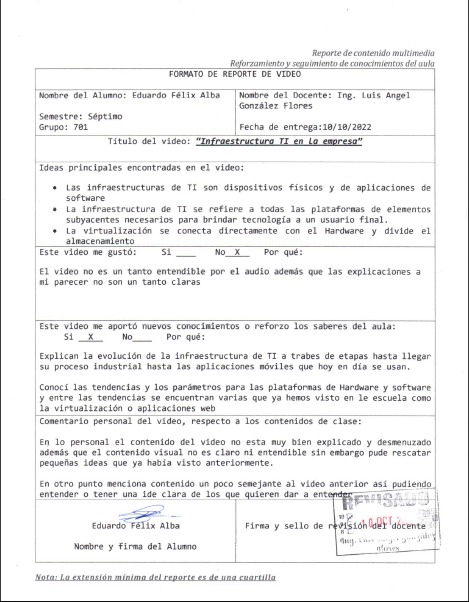 Reporte de contenido multimedia
Reforzamiento y seguimiento de conocimientos del aula
FORMATO DE REPORTE DE VIDEO
Nombre del Alumno: Eduardo Félix Alba
Semestre: Séptimo
Grupo: 701
Nombre del Docente: Ing. Luis Angel
González Flores
Fecha de entrega:10/10/2022
Título del video: "Infraestructura TI en la empresa"
Ideas principales encontradas en el video:
• Las infraestructuras de TI son dispositivos físicos y de aplicaciones de
software
• La infraestructura de TI se refiere a todas las plataformas de elementos
subyacentes necesarios para brindar tecnología a un usuario final.
• La virtualización se conecta directamente con el Hardware y divide el
almacenamiento
Este video me gustó: Si ____ No_X_ Por qué:
El video no es un tanto entendible por el audio además que las explicaciones a
mi parecer no son un tanto claras
Este video me aportó nuevos conocimientos o reforzo los saberes del aula:
Si _X_ No____ Por qué:
Explican la evolución de la infraestructura de TI a trabes de etapas hasta llegar
su proceso industrial hasta las aplicaciones móviles que hoy en día se usan.
Conocí las tendencias y los parámetros para las plataformas de Hardware y software
y entre las tendencias se encuentran varias que ya hemos visto en le escuela como
la virtualización o aplicaciones web
Comentario personal del video, respecto a los contenidos de clase:
En lo personal el contenido del video no esta muy bien explicado y desmenuzado
además que el contenido visual no es claro ni entendible sin embargo pude rescatar
pequeñas ideas que ya había visto anteriormente.
En otro punto menciona contenido un poco semejante al video anterior asi pudiendo
entender o tener una ide clara de los que quieren dar a entender
REVISADO
Eduardo Félix Alba
Nombre y firma del Alumno
Firma y sello de revisión del docente
OCT
Ing.
Nota: La extensión mínima del reporte es de una cuartilla